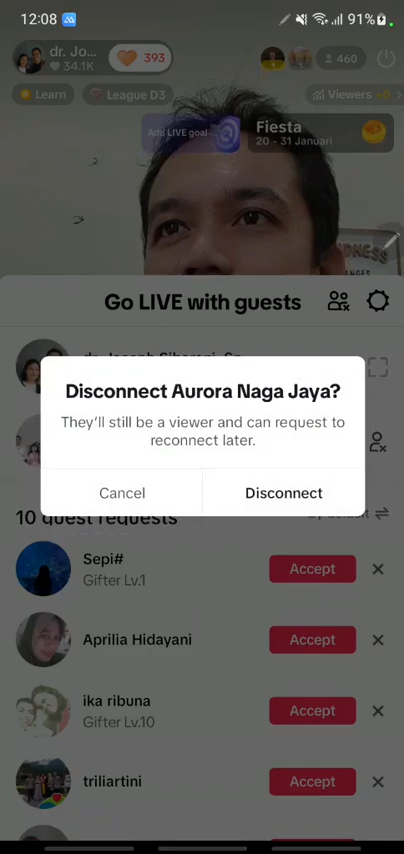 12:08
91%
dr. Jo...
34.1K
393
460
Learn
League D3
Viewers
Add LIVE goal
Fiesta
20 - 31 Januari
Go LIVE with guests
Disconnect Aurora Naga Jaya?
They'll still be a viewer and can request to
reconnect later.
Cancel
Disconnect
10 guest requests
Sepi#
Gifter Lv.1
Accept
Aprilia Hidayani
Accept
ika ribuna
Gifter Lv.10
Accept
triliartini
Accept